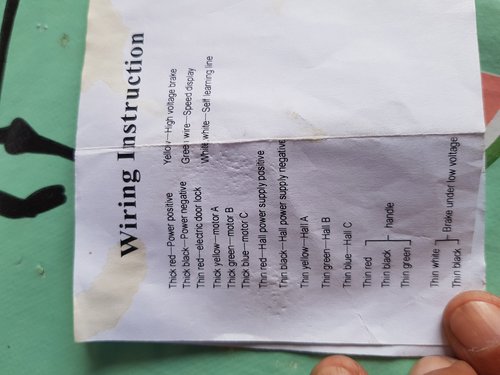 Wiring Instruction
Thick red—Power positive
Thick black—Power negative
Thin red—electric door lock
Thick yellow—motor A
Thick green—motor B
Thick blue—motor C
Thin red—Hall power supply positive
Thin black—Hall power supply negative
Thin yellow—Hall A
Thin green—Hall B
Thin blue—Hall C
Thin red
Thin black
Thin green
hande
Thin white
Thin black
Brake under low voltage
Yellow—High voltage brake
Green wire—Speed display
White white—Self learning line